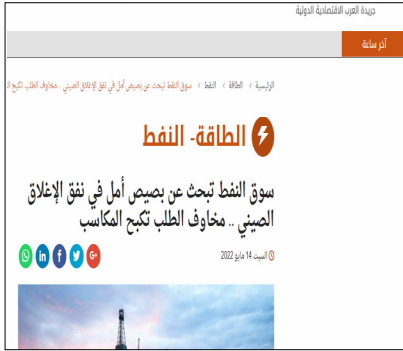 جريدة العرب الاقتصادية الدولية
آخر ساعة
الرئيسية › الطاقة › النفط › سوق النفط تبحث عن بصيص أمل في نفق الإغلاق الصيني .. مخاوف الطلب تكبح ا
الطاقة- النفط
سوق النفط تبحث عن بصيص أمل في نفق الإغلاق
الصيني .. مخاوف الطلب تكبح المكاسب
السبت 14 مايو 2022
G+
f
in